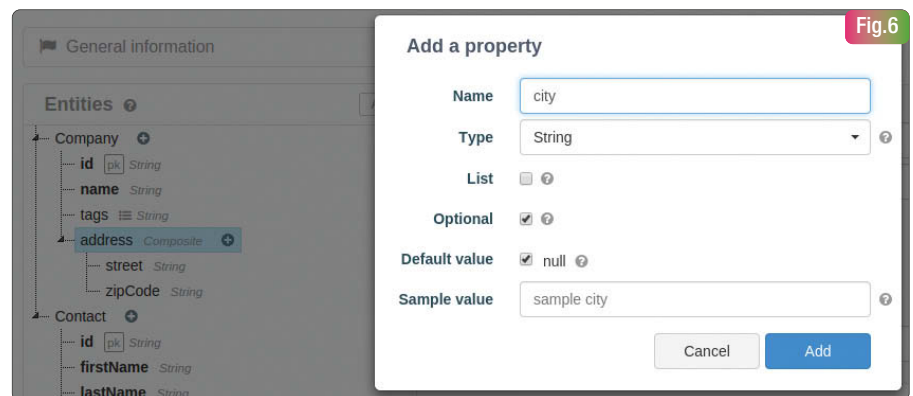 Fig.6
General information
Entities
Company
id pk String
name String
tags String
address Composite
street String
zipCode String
Contact
id pk String
firstName String
lastName String
Add a property
Name city
Type String
List
Optional
Default value null
Sample value sample city
Cancel Add